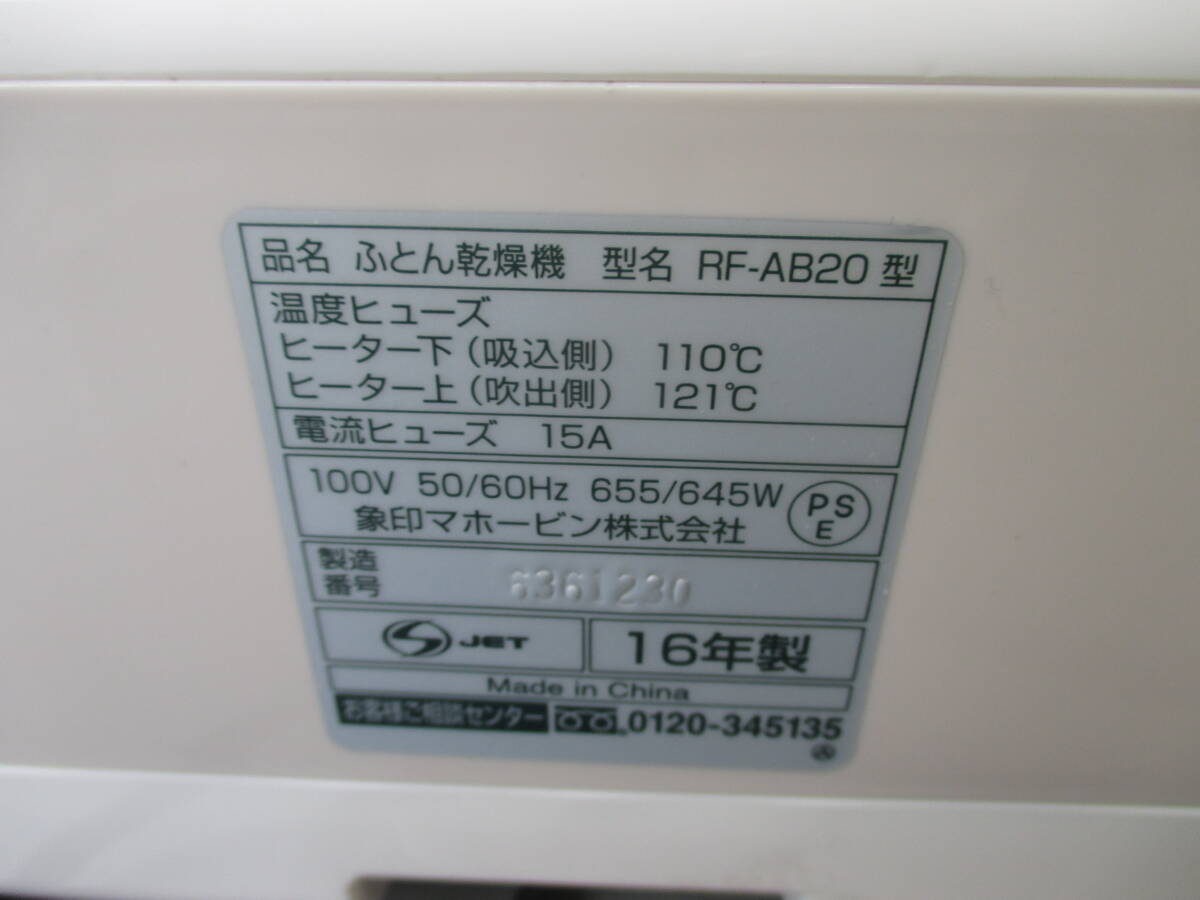 品名 ふとん乾燥機 型名 RF-AB20 型
温度ヒューズ
ヒーター下（吸込側） 110℃
ヒーター上（吹出側） 121℃
電流ヒューズ 15A
100V 50/60Hz 655/645W
象印マホービン株式会社
PSE
製造番号 6361230
JET
16年製
Made in China
お客様ご相談センター 0120-345135